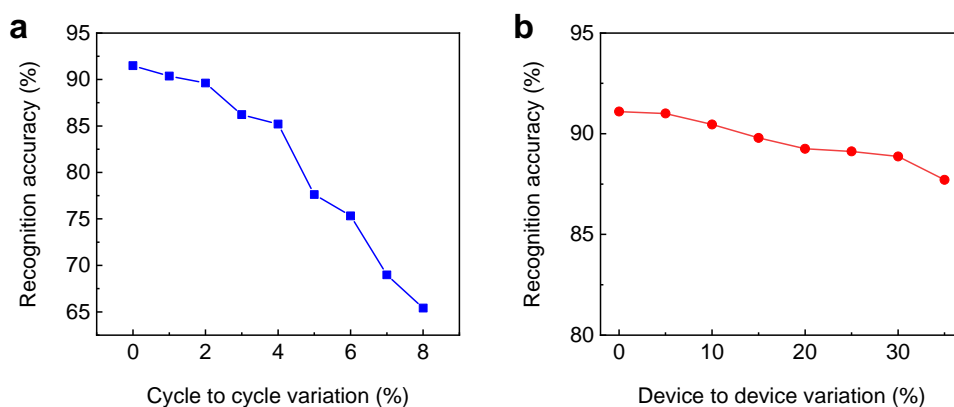 a
Recognition accuracy (%)
95
90
85
80
75
70
65
0 2 4 6 8
Cycle to cycle variation (%)
b
Recognition accuracy (%)
95
90
85
80
0 10 20 30
Device to device variation (%)